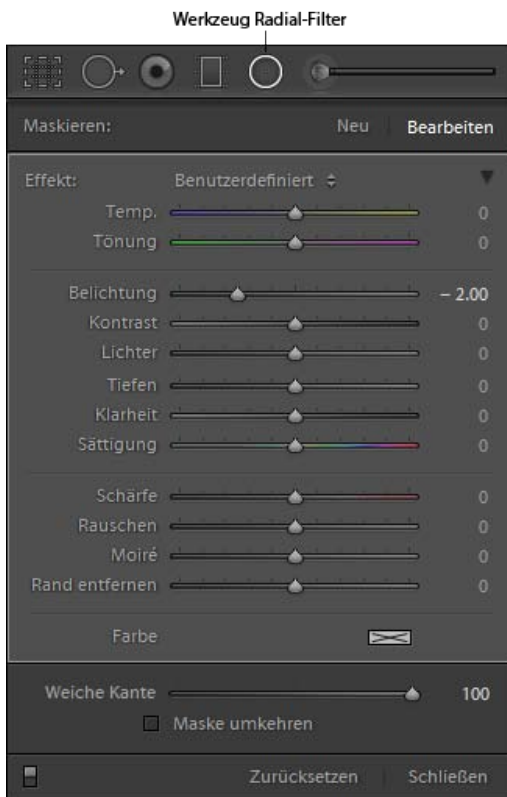 Werkzeug Radial-Filter
Maskieren: Neu Bearbeiten
Effekt: Benutzerdefiniert
Temp. 0
Tönung 0
Belichtung – 2.00
Kontrast 0
Lichter 0
Tiefen 0
Klarheit 0
Sättigung 0
Schärfe 0
Rauschen 0
Moiré 0
Rand entfernen 0
Farbe
Weiche Kante 100
Maske umkehren
Zurücksetzen Schließen